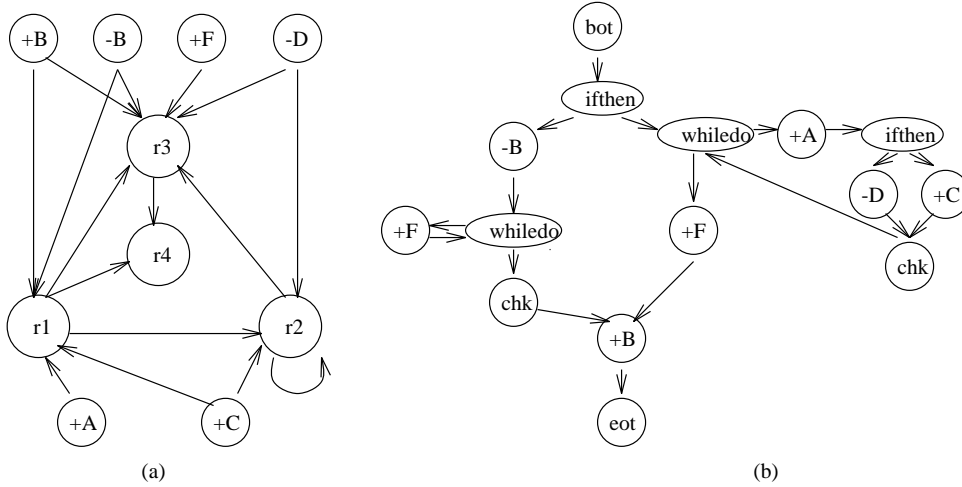 +B -B +F -D
r3
r4
r1 r2
+A +C
(a)
bot
ifthen
-B whiledo +A ifthen
-D +C
+F whiledo +F
chk
chk
+B
eot
(b)